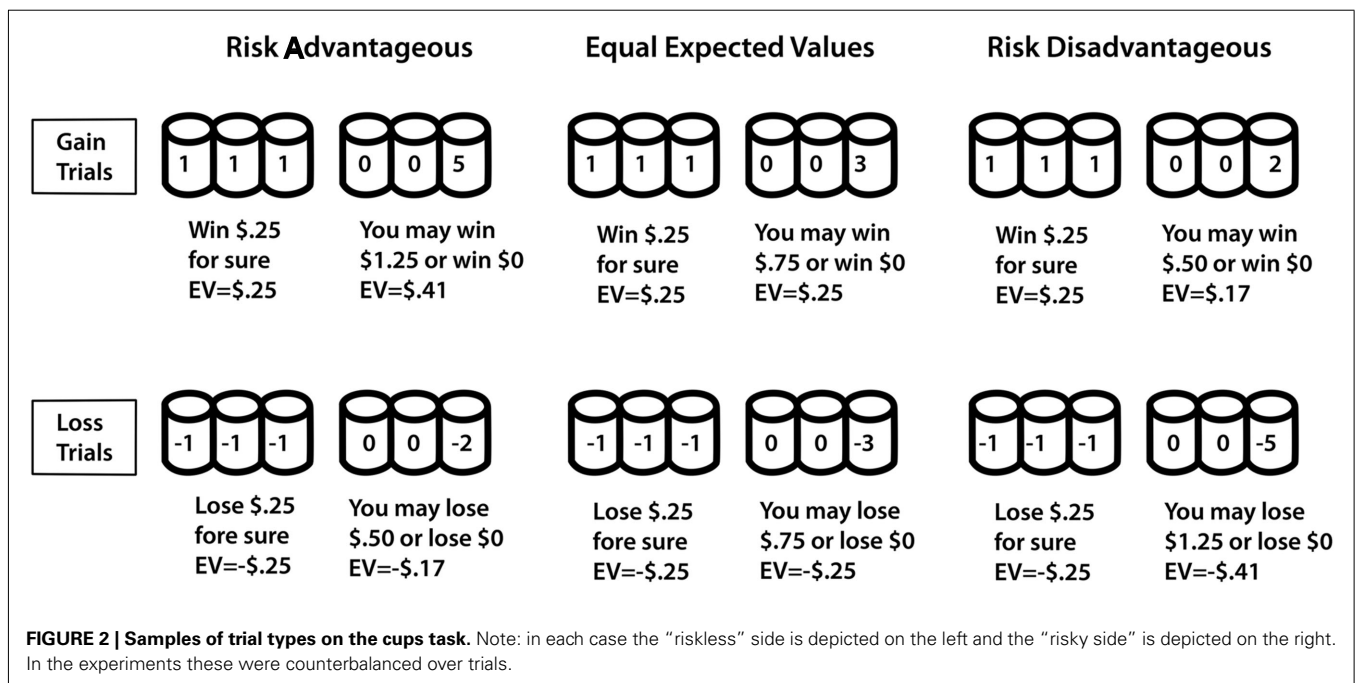 Risk Advantageous
Equal Expected Values
Risk Disadvantageous
Gain
Trials
1 1 1
0 0 5
1 1 1
0 0 3
1 1 1
0 0 2
Win $.25
for sure
EV=$.25
You may win
$1.25 or win $0
EV=$.41
Win $.25
for sure
EV=$.25
You may win
$.75 or win $0
EV=$.25
Win $.25
for sure
EV=$.25
You may win
$.50 or win $0
EV=$.17
Loss
Trials
-1 -1 -1
0 0 -2
-1 -1 -1
0 0 -3
-1 -1 -1
0 0 -5
Lose $.25
fore sure
EV=-$.25
You may lose
$.50 or lose $0
EV=-$.17
Lose $.25
fore sure
EV=-$.25
You may lose
$.75 or lose $0
EV=-$.25
Lose $.25
for sure
EV=-$.25
You may lose
$1.25 or lose $0
EV=-$.41
FIGURE 2 | Samples of trial types on the cups task. Note: in each case the “riskless” side is depicted on the left and the “risky side” is depicted on the right.
In the experiments these were counterbalanced over trials.